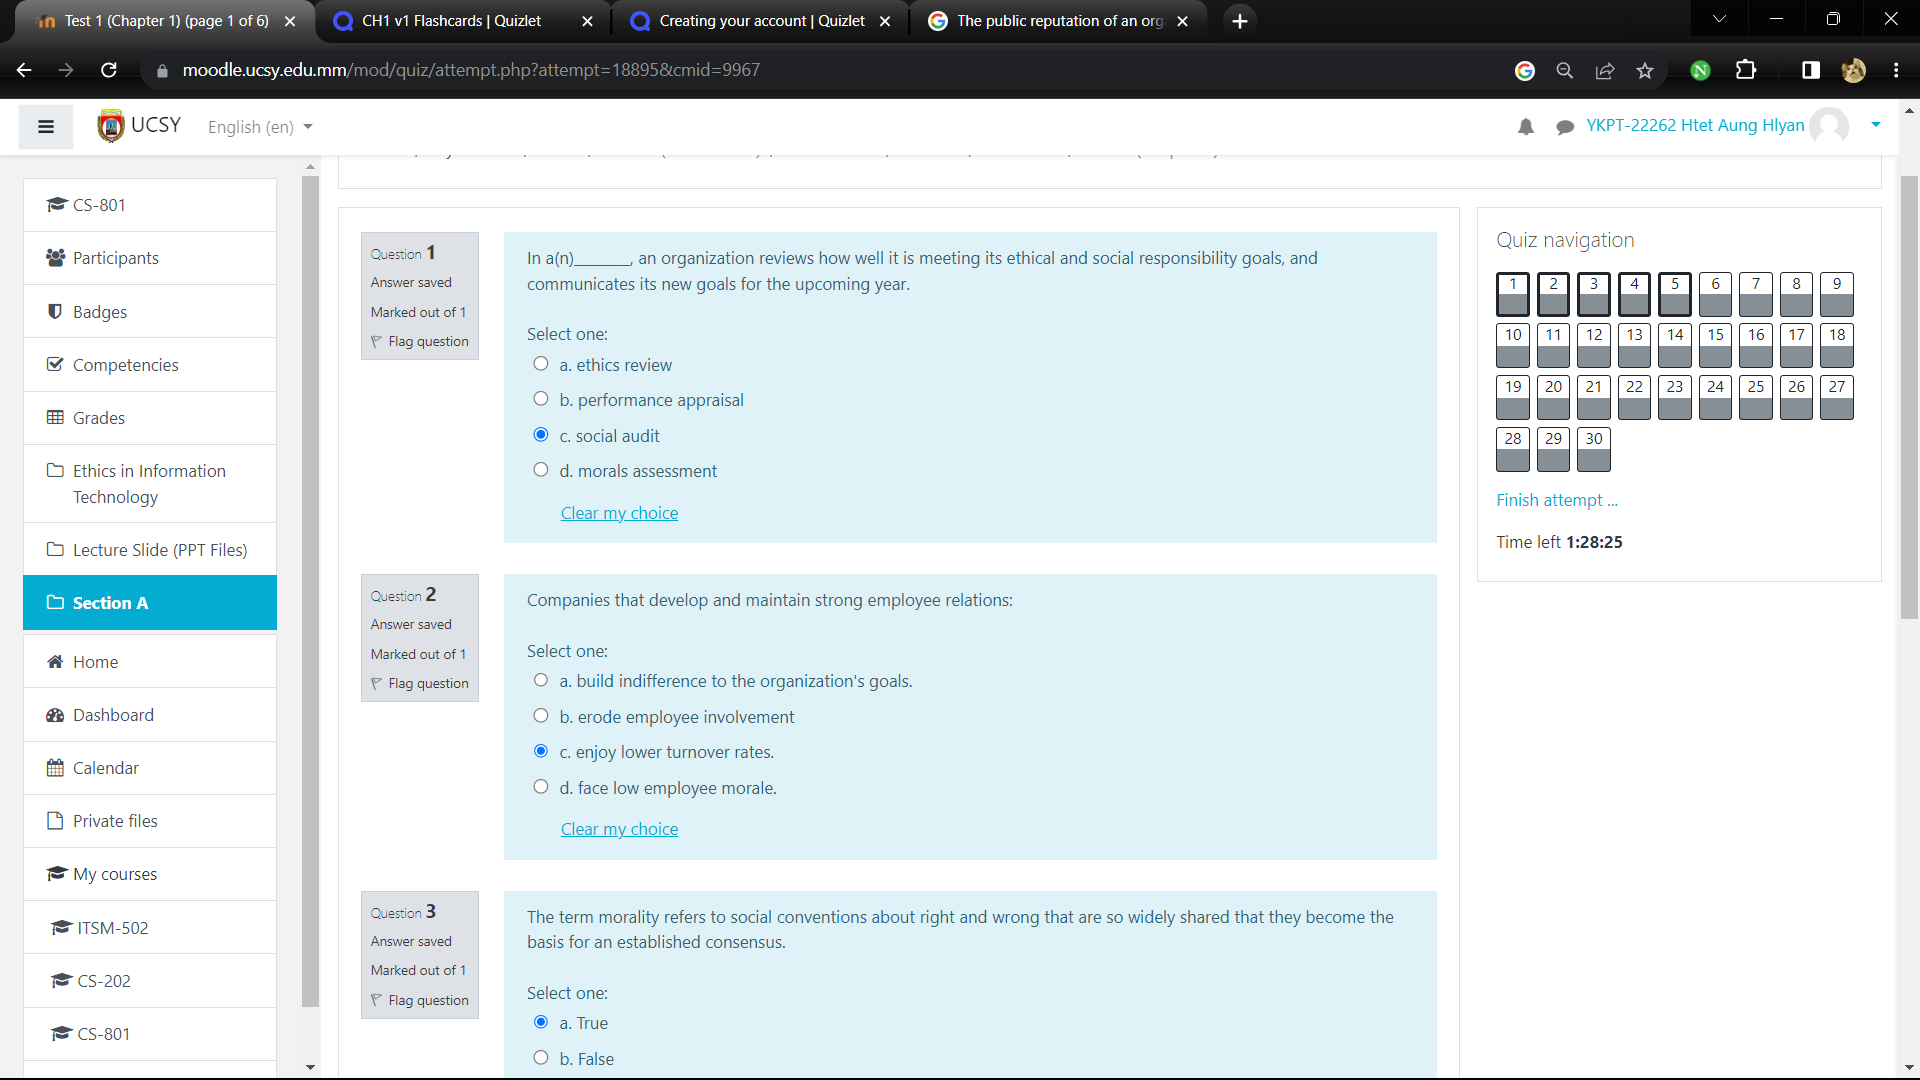 Test 1 (Chapter 1) (page 1 of 6)
CH1 v1 Flashcards | Quizlet
Creating your account | Quizlet
The public reputation of an org
moodle.ucsy.edu.mm/mod/quiz/attempt.php?attempt=18895&cmid=9967
UCSY
English (en)
YKPT-22262 Htet Aung Hlyan
CS-801
Participants
Badges
Competencies
Grades
Ethics in Information
Technology
Lecture Slide (PPT Files)
Section A
Home
Dashboard
Calendar
Private files
My courses
ITSM-502
CS-202
CS-801
Question 1
Answer saved
Marked out of 1
Flag question
In a(n)_______, an organization reviews how well it is meeting its ethical and social responsibility goals, and
communicates its new goals for the upcoming year.
Select one:
a. ethics review
b. performance appraisal
c. social audit
d. morals assessment
Clear my choice
Question 2
Answer saved
Marked out of 1
Flag question
Companies that develop and maintain strong employee relations:
Select one:
a. build indifference to the organization's goals.
b. erode employee involvement
c. enjoy lower turnover rates.
d. face low employee morale.
Clear my choice
Question 3
Answer saved
Marked out of 1
Flag question
The term morality refers to social conventions about right and wrong that are so widely shared that they become the
basis for an established consensus.
Select one:
a. True
b. False
Quiz navigation
1 2 3 4 5 6 7 8 9
10 11 12 13 14 15 16 17 18
19 20 21 22 23 24 25 26 27
28 29 30
Finish attempt ...
Time left 1:28:25